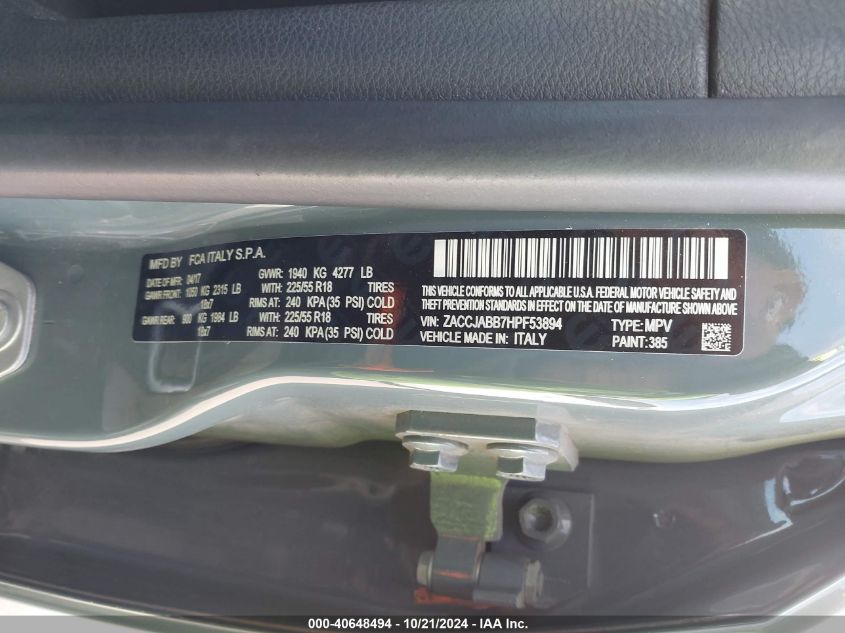 MFD BY FCA ITALY S.P.A.
DATE OF MFR 04/17 GVWR: 1940 KG 4277 LB
GAWR FRONT: 1050 KG 2315 LB WITH: 225/55 R18 TIRES
18x7 RIMS AT: 240 KPA(35 PSI) COLD
GAWR REAR: 900 KG 1984 LB WITH: 225/55 R18 TIRES
18x7 RIMS AT: 240 KPA(35 PSI) COLD
THIS VEHICLE CONFORMS TO ALL APPLICABLE U.S.A. FEDERAL MOTOR VEHICLE SAFETY AND
THEFT PREVENTION STANDARDS IN EFFECT ON THE DATE OF MANUFACTURE SHOWN ABOVE
VIN: ZACCJABB7HPF53894 TYPE: MPV
VEHICLE MADE IN: ITALY PAINT: 385
000-40648494 - 10/21/2024 - IAA Inc.